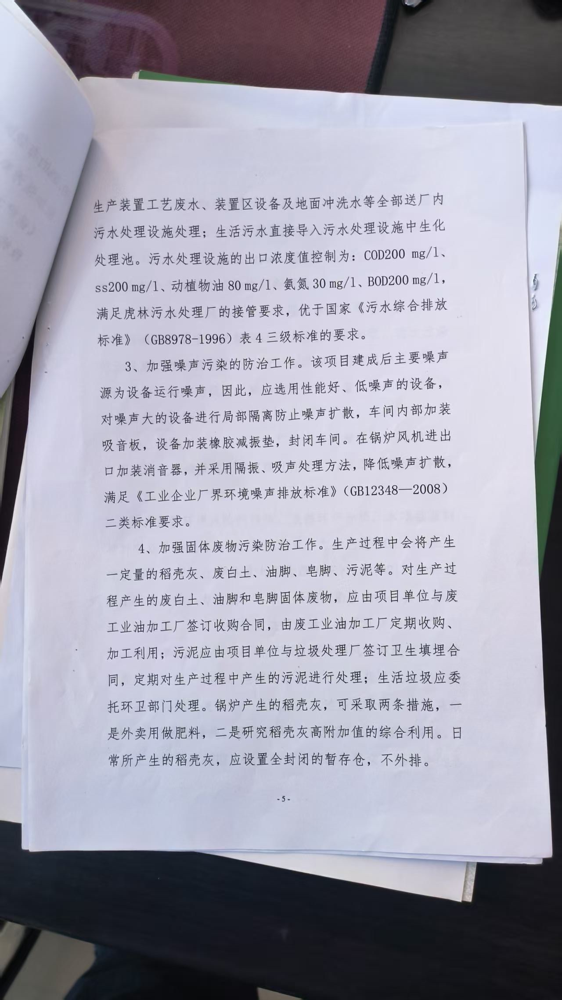 生产装置工艺废水、装置区设备及地面冲洗水等全部送厂内
污水处理设施处理；生活污水直接导入污水处理设施中生化
处理池。污水处理设施的出口浓度值控制为：COD200 mg/l、
ss200 mg/l、动植物油 80 mg/l、氨氮 30 mg/l、BOD200 mg/l，
满足虎林污水处理厂的接管要求，优于国家《污水综合排放
标准》（GB8978-1996）表 4 三级标准的要求。
3、加强噪声污染的防治工作。该项目建成后主要噪声
源为设备运行噪声，因此，应选用性能好、低噪声的设备，
对噪声大的设备进行局部隔离防止噪声扩散，车间内部加装
吸音板，设备加装橡胶减振垫，封闭车间。在锅炉风机进出
口加装消音器，并采用隔振、吸声处理方法，降低噪声扩散，
满足《工业企业厂界环境噪声排放标准》（GB12348—2008）
二类标准要求。
4、加强固体废物污染防治工作。生产过程中会将产生
一定量的稻壳灰、废白土、油脚、皂脚、污泥等。对生产过
程产生的废白土、油脚和皂脚固体废物，应由项目单位与废
工业油加工厂签订收购合同，由废工业油加工厂定期收购、
加工利用；污泥应由项目单位与垃圾处理厂签订卫生填埋合
同，定期对生产过程中产生的污泥进行处理；生活垃圾应委
托环卫部门处理。锅炉产生的稻壳灰，可采取两条措施，一
是外卖用做肥料，二是研究稻壳灰高附加值的综合利用。日
常所产生的稻壳灰，应设置全封闭的暂存仓，不外排。
- 5 -